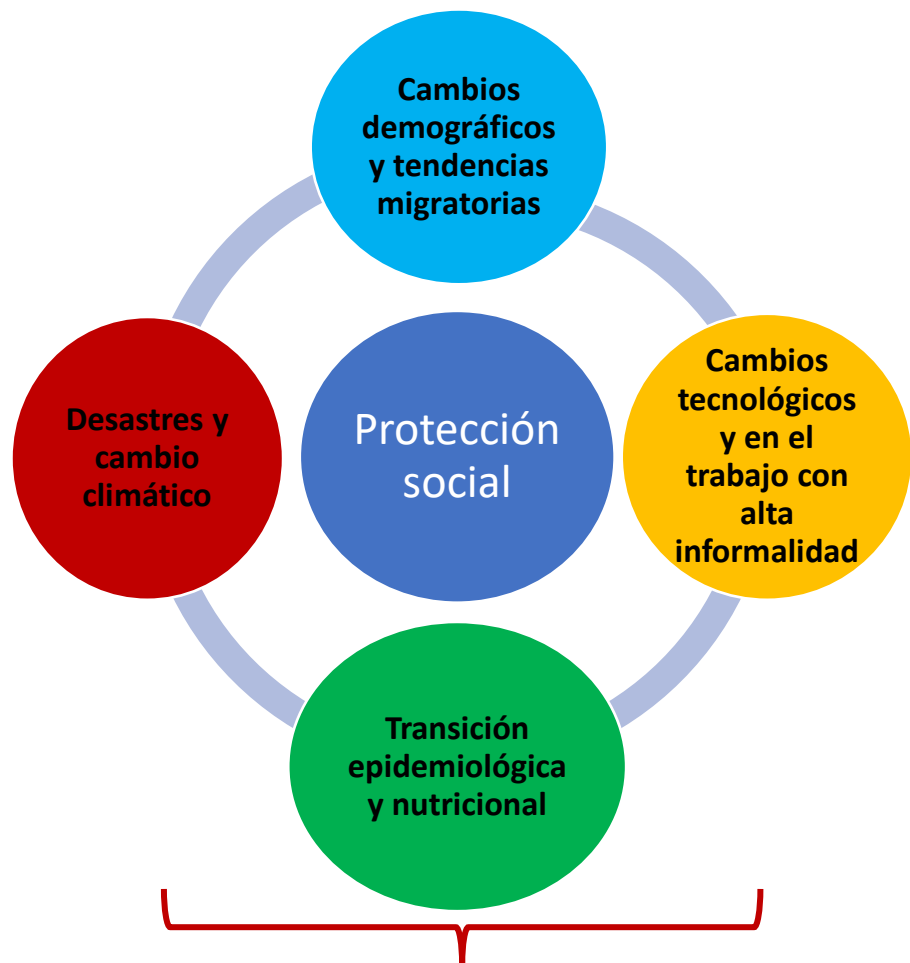 Cambios
demográficos
y tendencias
migratorias
Desastres y
cambio
climático
Protección
social
Cambios
tecnológicos
y en el
trabajo con
alta
informalidad
Transición
epidemiológica
y nutricional